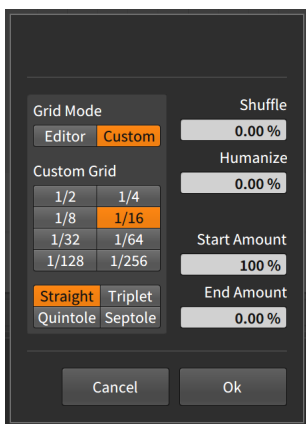 Grid Mode
Editor Custom
Custom Grid
1/2 1/4
1/8 1/16
1/32 1/64
1/128 1/256
Straight Triplet
Quintole Septole
Shuffle
0.00 %
Humanize
0.00 %
Start Amount
100 %
End Amount
0.00 %
Cancel Ok